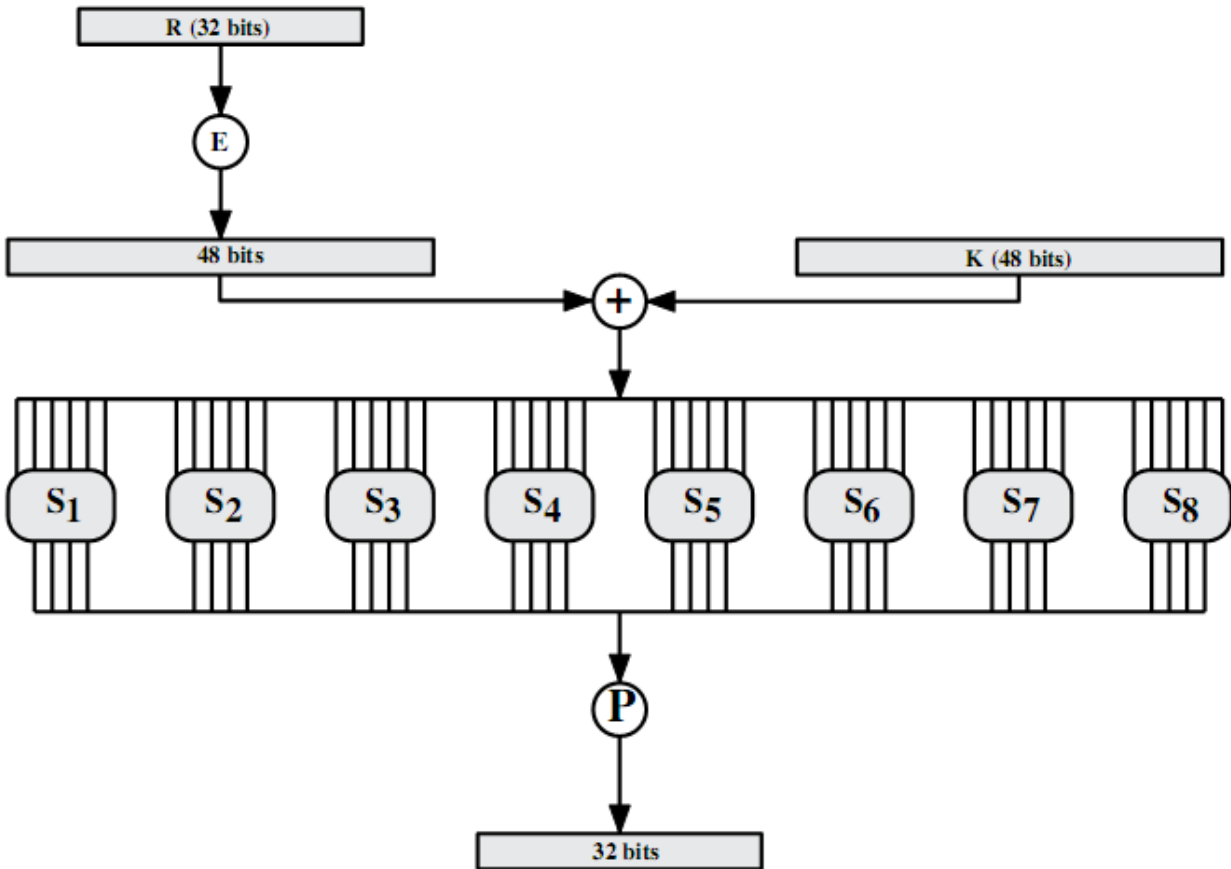 R (32 bits)
E
48 bits
K (48 bits)
+
S1 S2 S3 S4 S5 S6 S7 S8
P
32 bits